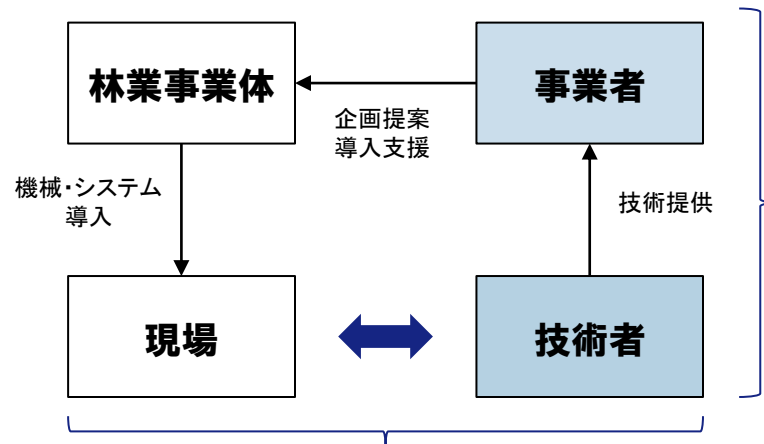 林業事業体
事業者
企画提案
導入支援
機械・システム
導入
技術提供
現場
技術者